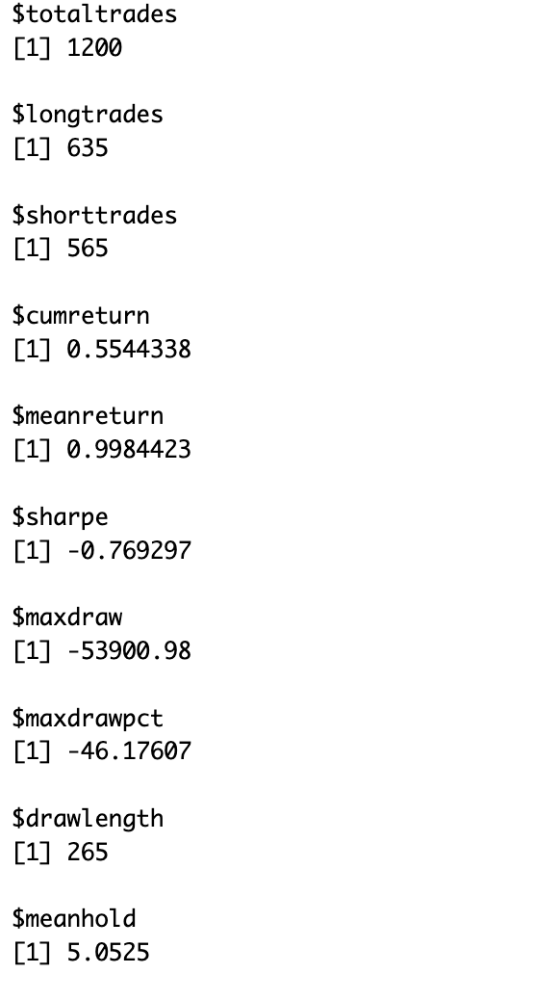 $totaltrades
[1] 1200
$longtrades
[1] 635
$shorttrades
[1] 565
$cumreturn
[1] 0.5544338
$meanreturn
[1] 0.9984423
$sharpe
[1] -0.769297
$maxdraw
[1] -53900.98
$maxdrawpct
[1] -46.17607
$drawlength
[1] 265
$meanhold
[1] 5.0525